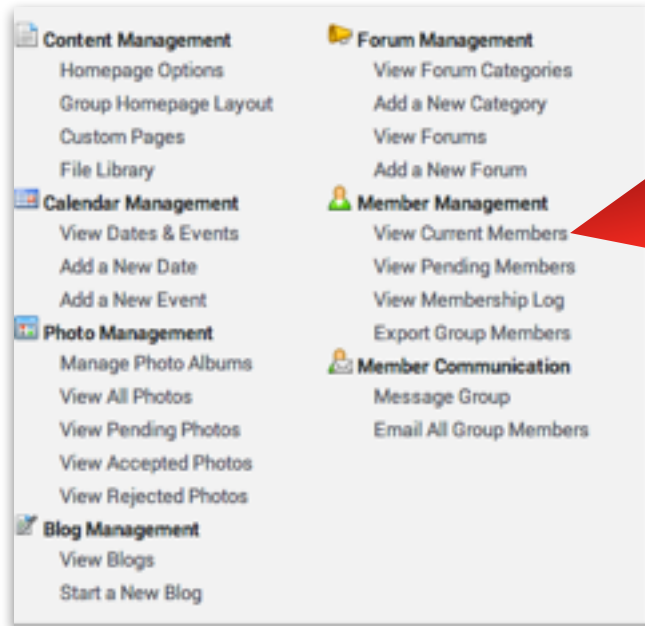 Content Management
Homepage Options
Group Homepage Layout
Custom Pages
File Library
Calendar Management
View Dates & Events
Add a New Date
Add a New Event
Photo Management
Manage Photo Albums
View All Photos
View Pending Photos
View Accepted Photos
View Rejected Photos
Blog Management
View Blogs
Start a New Blog
Forum Management
View Forum Categories
Add a New Category
View Forums
Add a New Forum
Member Management
View Current Members
View Pending Members
View Membership Log
Export Group Members
Member Communication
Message Group
Email All Group Members